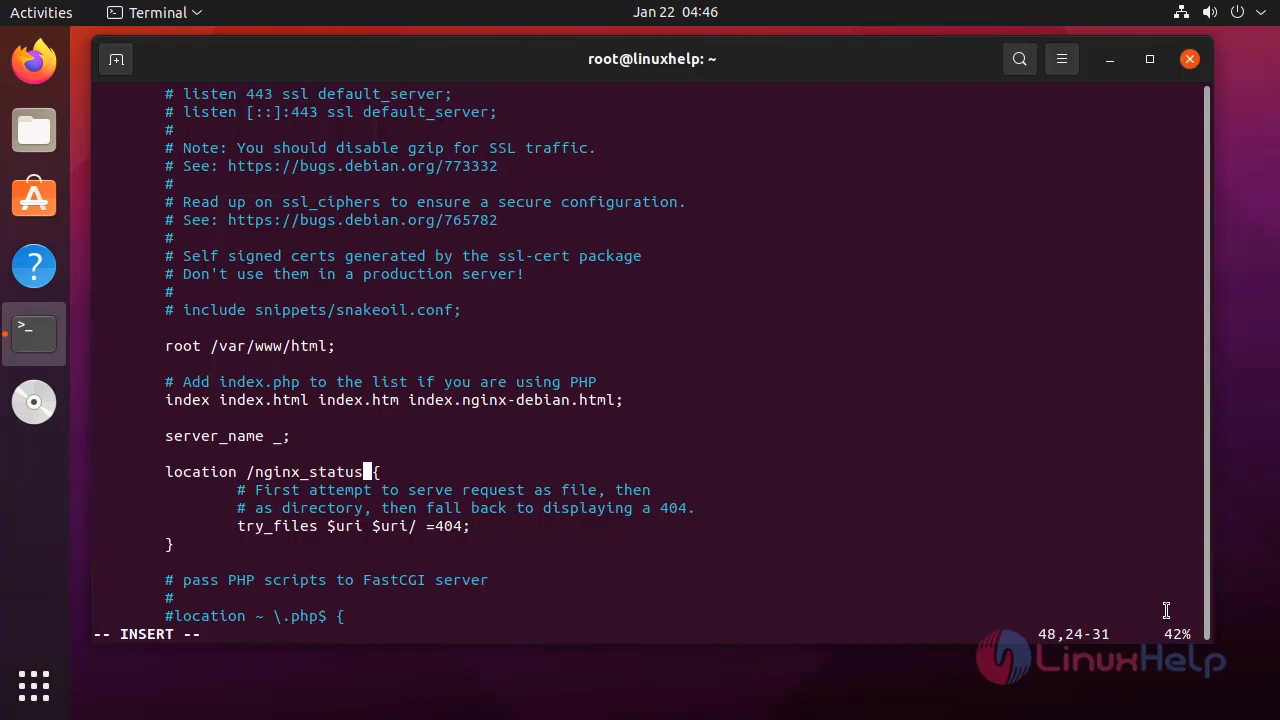 Activities Terminal Jan 22 04:46
root@linuxhelp: ~
# listen 443 ssl default_server;
# listen [::]:443 ssl default_server;
#
# Note: You should disable gzip for SSL traffic.
# See: https://bugs.debian.org/773332
#
# Read up on ssl_ciphers to ensure a secure configuration.
# See: https://bugs.debian.org/765782
#
# Self signed certs generated by the ssl-cert package
# Don't use them in a production server!
#
# include snippets/snakeoil.conf;
root /var/www/html;
# Add index.php to the list if you are using PHP
index index.html index.htm index.nginx-debian.html;
server_name _;
location /nginx_status {
# First attempt to serve request as file, then
# as directory, then fall back to displaying a 404.
try_files $uri $uri/ =404;
}
# pass PHP scripts to FastCGI server
#
#location ~ \.php$ {
-- INSERT -- 48,24-31 42%
LinuxHelp